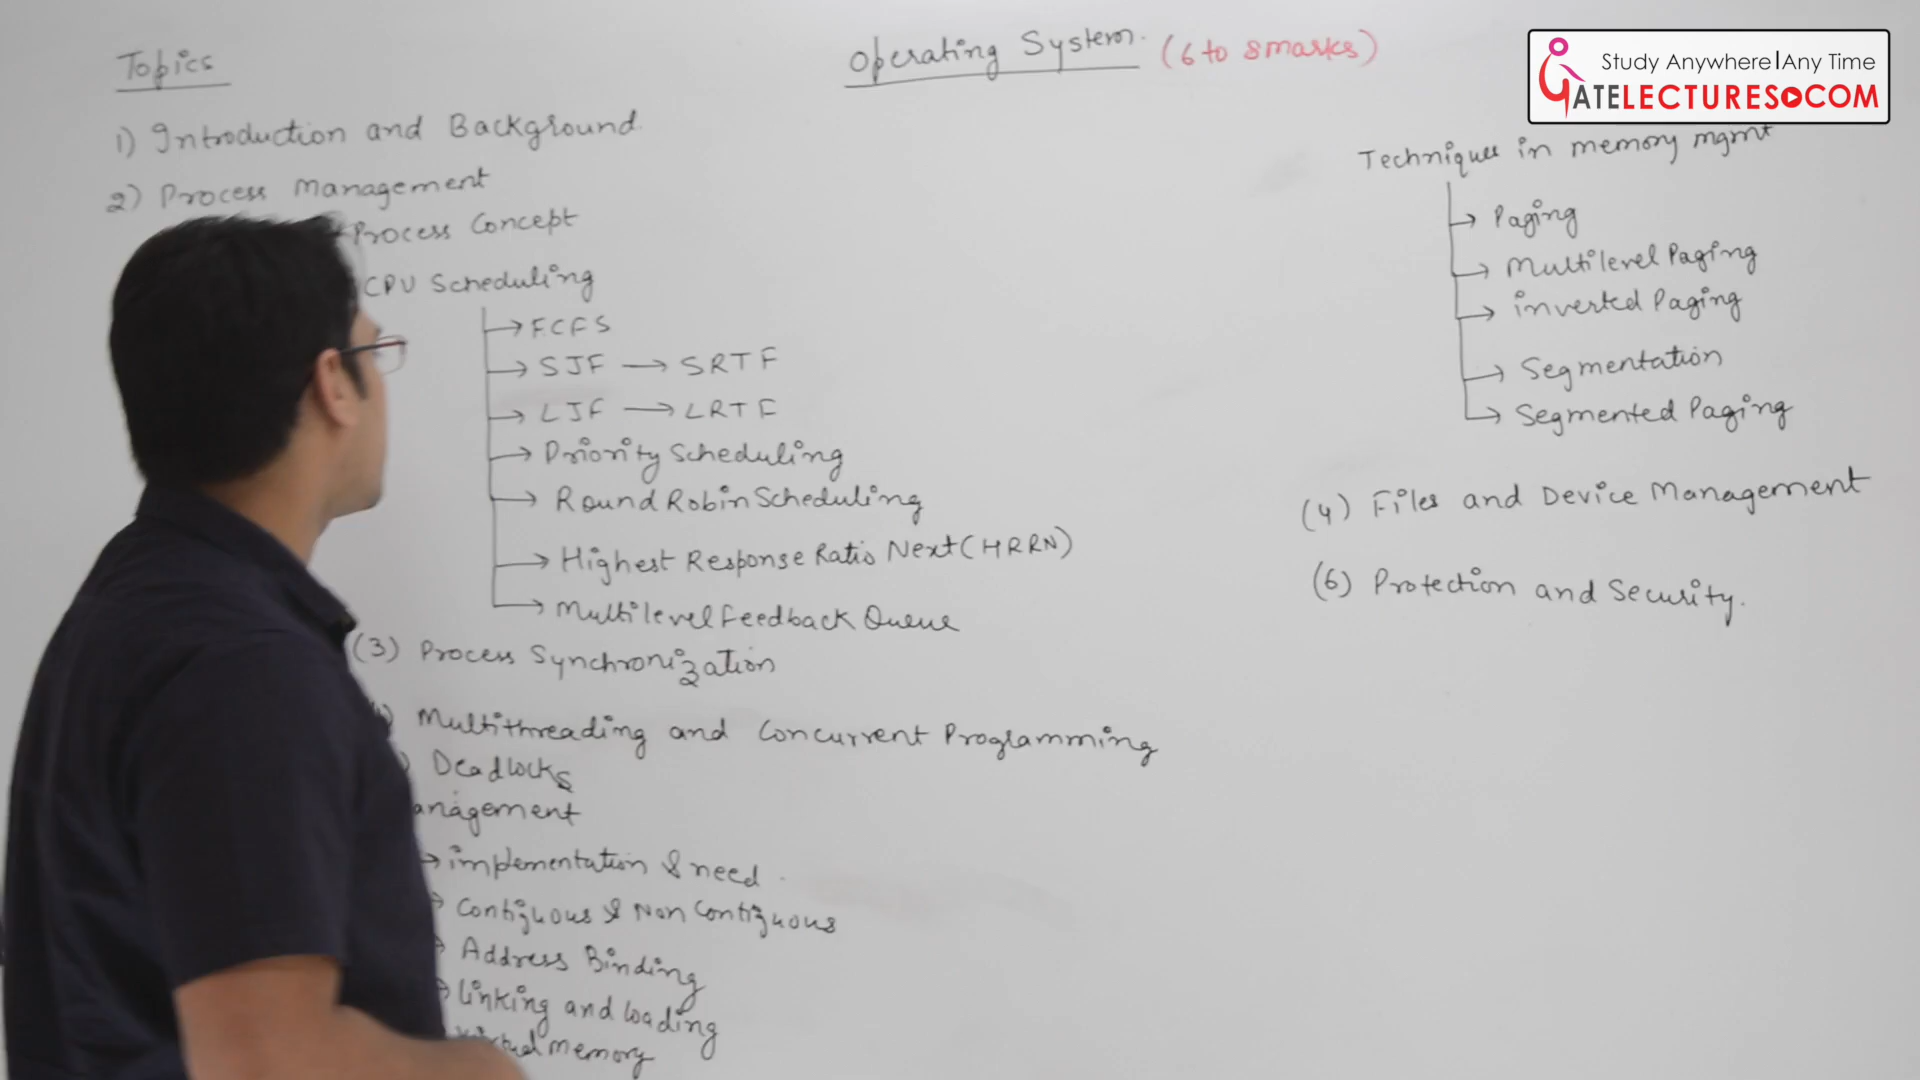 Topics
Operating System. (6 to 8 marks)
Study Anywhere|Any Time
GATELECTURES.COM
1) Introduction and Background.
2) Process Management
Process Concept
CPU Scheduling
→ FCFS
→ SJF → SRTF
→ LJF → LRTF
→ Priority Scheduling
→ Round Robin Scheduling
→ Highest Response Ratio Next (HRRN)
→ Multilevel Feedback Queue
(3) Process Synchronization
Multithreading and Concurrent Programming
Deadlocks
anagement
→ implementation & need.
Contiguous & Non Contiguous
Address Binding
linking and loading
memory
Techniques in memory mgmt
→ Paging
→ Multilevel Paging
→ inverted Paging
→ Segmentation
→ Segmented Paging
(4) Files and Device Management
(6) Protection and Security.